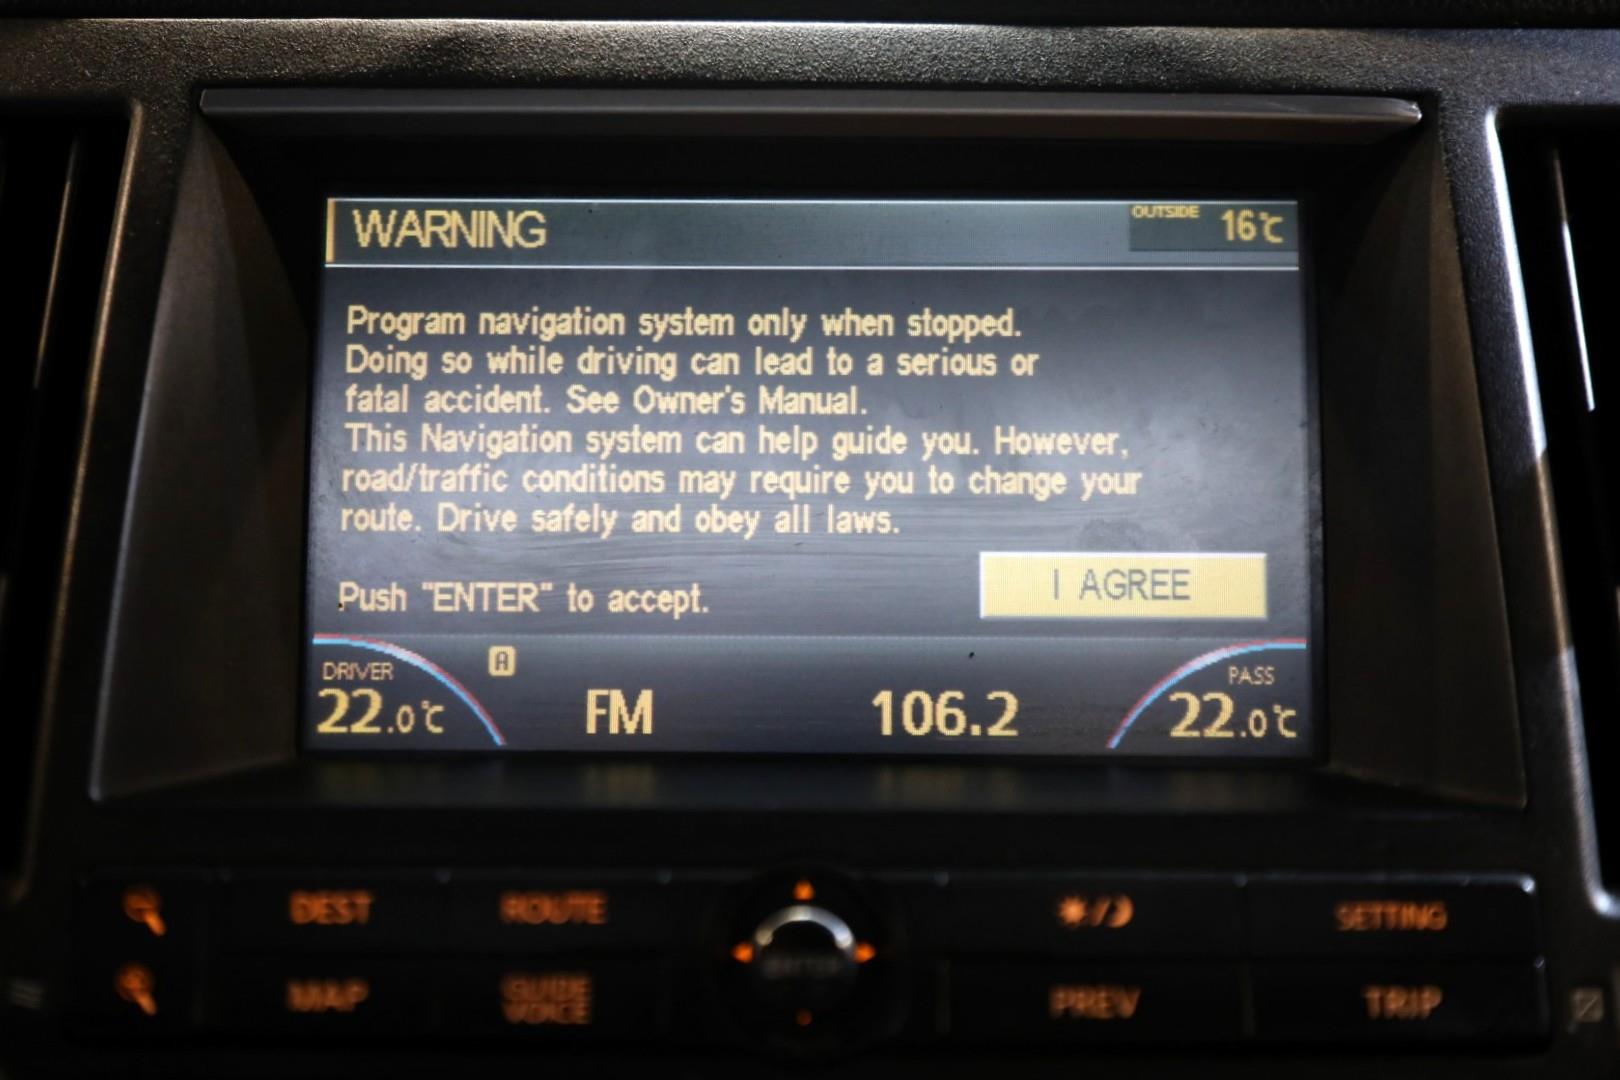 WARNING
OUTSIDE 16℃
Program navigation system only when stopped.
Doing so while driving can lead to a serious or
fatal accident. See Owner's Manual.
This Navigation system can help guide you. However,
road/traffic conditions may require you to change your
route. Drive safely and obey all laws.
I AGREE
Push "ENTER" to accept.
DRIVER A PASS
22.0℃ FM 106.2 22.0℃
DEST ROUTE SETTING
MAP GUIDE VOICE ENTER PREV TRIP